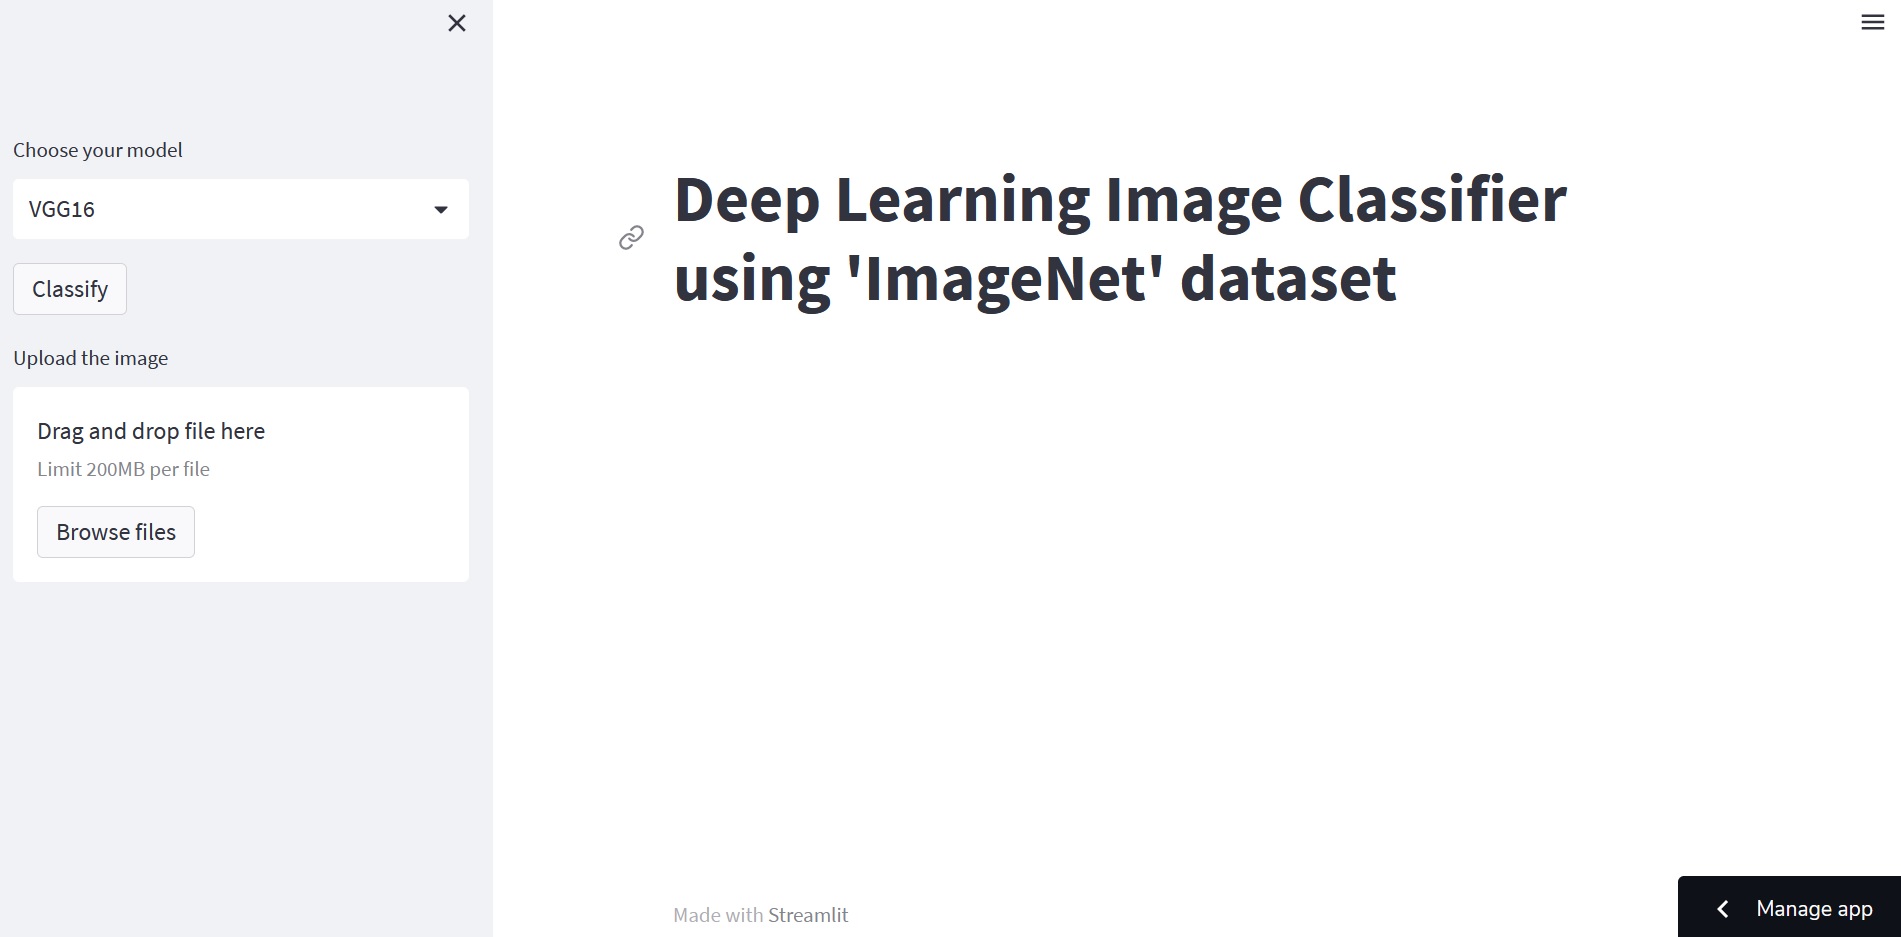 Choose your model
VGG16
Classify
Upload the image
Drag and drop file here
Limit 200MB per file
Browse files
Deep Learning Image Classifier
using 'ImageNet' dataset
Made with Streamlit
Manage app